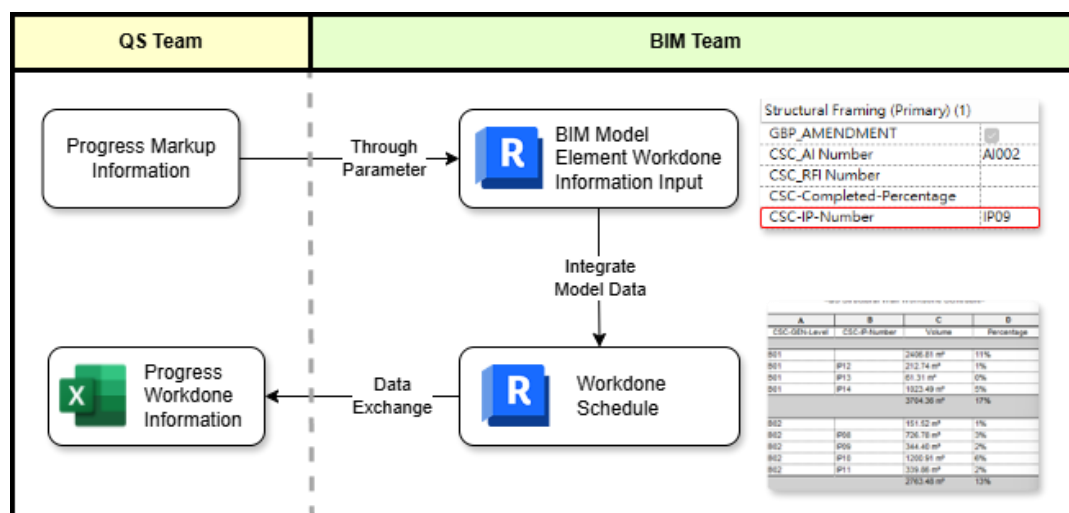 QS Team
BIM Team
Progress Markup
Information
Through
Parameter
R
BIM Model
Element Workdone
Information Input
Structural Framing (Primary) (1)
GBP_AMENDMENT
CSC_AI Number AI002
CSC_RFI Number
CSC-Completed-Percentage
CSC-IP-Number IP09
Integrate
Model Data
X
Progress
Workdone
Information
Data
Exchange
R
Workdone
Schedule
A B C D
CSC-GEN-Level CSC-IP-Number Volume Percentage
B01 2406.81 m³ 11%
B01 IP12 212.74 m³ 1%
B01 IP13 61.31 m³ 0%
B01 IP14 1023.49 m³ 5%
3704.36 m³ 17%
B02 151.52 m³ 1%
B02 IP08 726.78 m³ 3%
B02 IP09 344.40 m³ 2%
B02 IP10 1200.91 m³ 6%
B02 IP11 339.86 m³ 2%
2763.48 m³ 13%